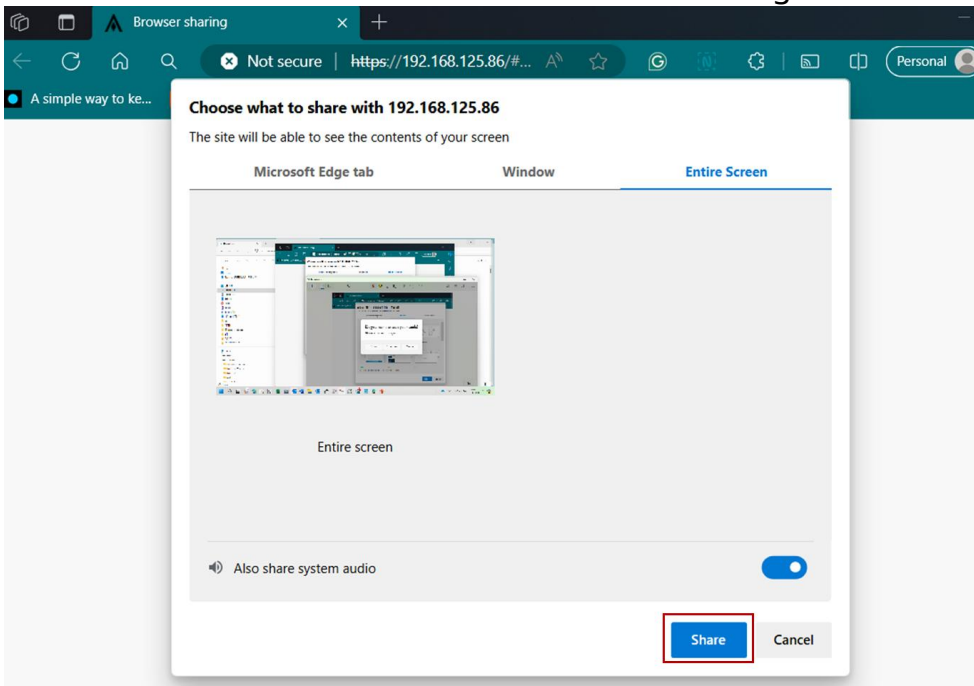 Browser sharing
Not secure | https://192.168.125.86/#...
Personal
A simple way to ke...
Choose what to share with 192.168.125.86
The site will be able to see the contents of your screen
Microsoft Edge tab
Window
Entire Screen
Entire screen
Also share system audio
Share
Cancel